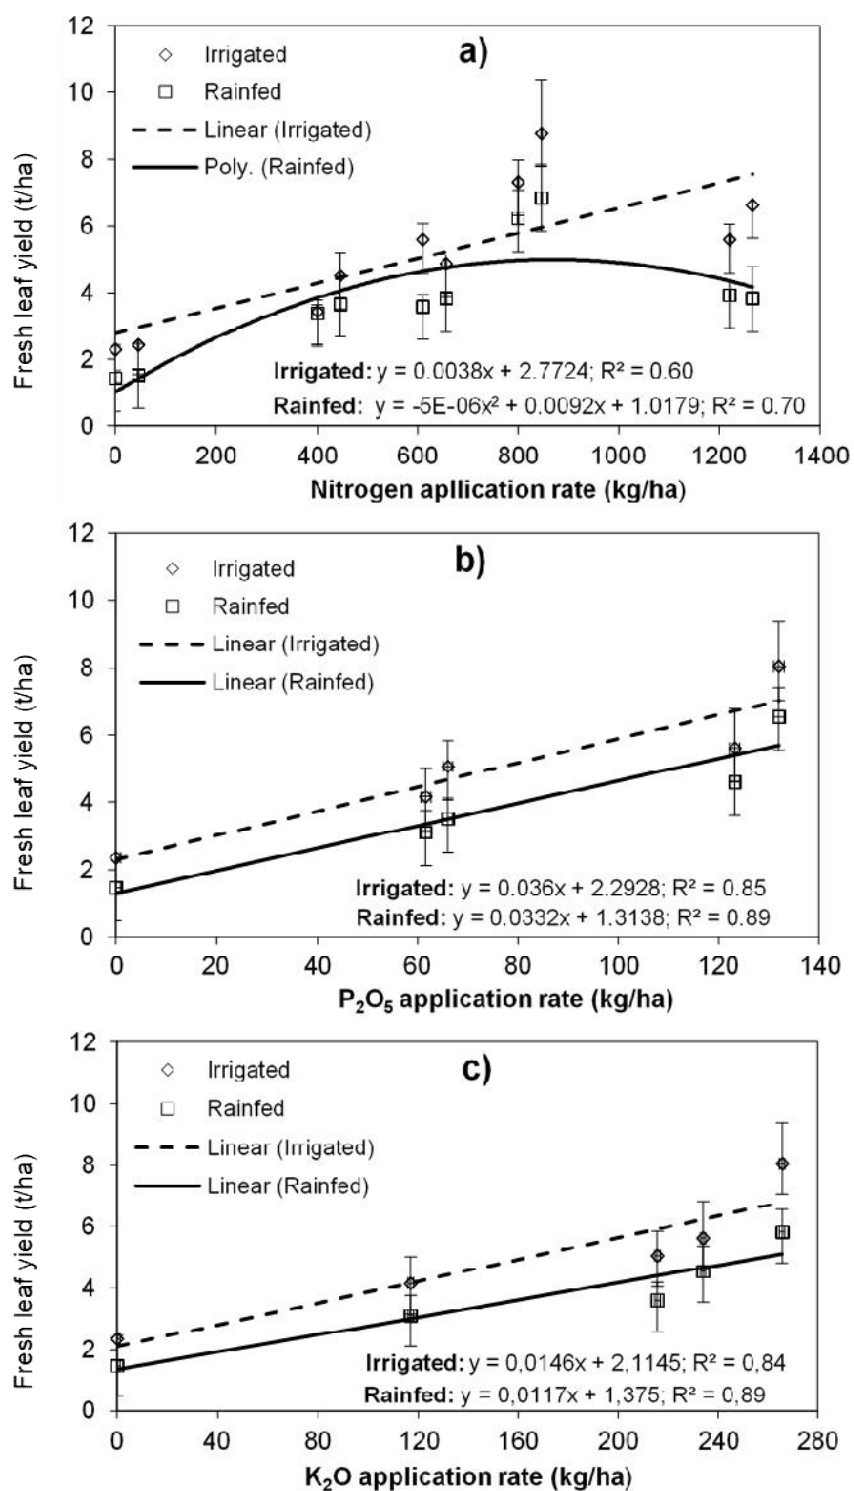 a)
Irrigated
Rainfed
Linear (Irrigated)
Poly. (Rainfed)
Fresh leaf yield (t/ha)
12
10
8
6
4
2
0
Irrigated: y = 0.0038x + 2.7724; R² = 0.60
Rainfed: y = -5E-06x² + 0.0092x + 1.0179; R² = 0.70
0 200 400 600 800 1000 1200 1400
Nitrogen apllication rate (kg/ha)
b)
Irrigated
Rainfed
Linear (Irrigated)
Linear (Rainfed)
Fresh leaf yield (t/ha)
12
10
8
6
4
2
0
Irrigated: y = 0.036x + 2.2928; R² = 0.85
Rainfed: y = 0.0332x + 1.3138; R² = 0.89
0 20 40 60 80 100 120 140
P₂O₅ application rate (kg/ha)
c)
Irrigated
Rainfed
Linear (Irrigated)
Linear (Rainfed)
Fresh leaf yield (t/ha)
12
10
8
6
4
2
0
Irrigated: y = 0,0146x + 2,1145; R² = 0,84
Rainfed: y = 0,0117x + 1,375; R² = 0,89
0 40 80 120 160 200 240 280
K₂O application rate (kg/ha)